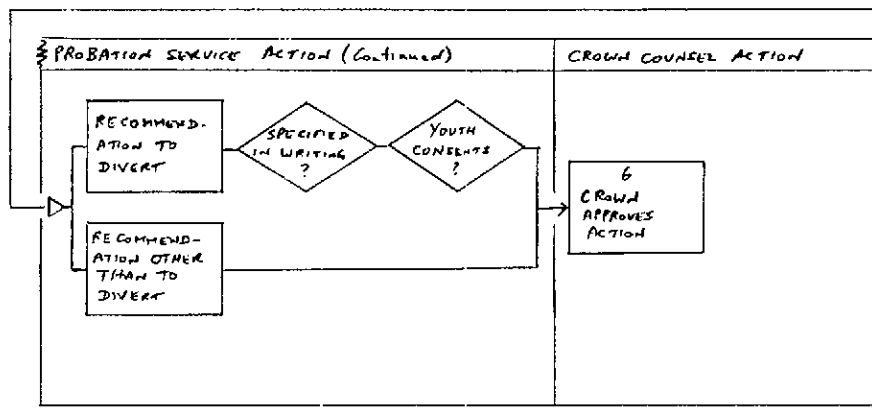 PROBATION SERVICE ACTION (Continued)
CROWN COUNSEL ACTION
RECOMMEND-
ATION TO
DIVERT
SPECIFIED
IN WRITING
?
YOUTH
CONSENTS
?
6
CROWN
APPROVES
ACTION
RECOMMEND-
ATION OTHER
THAN TO
DIVERT